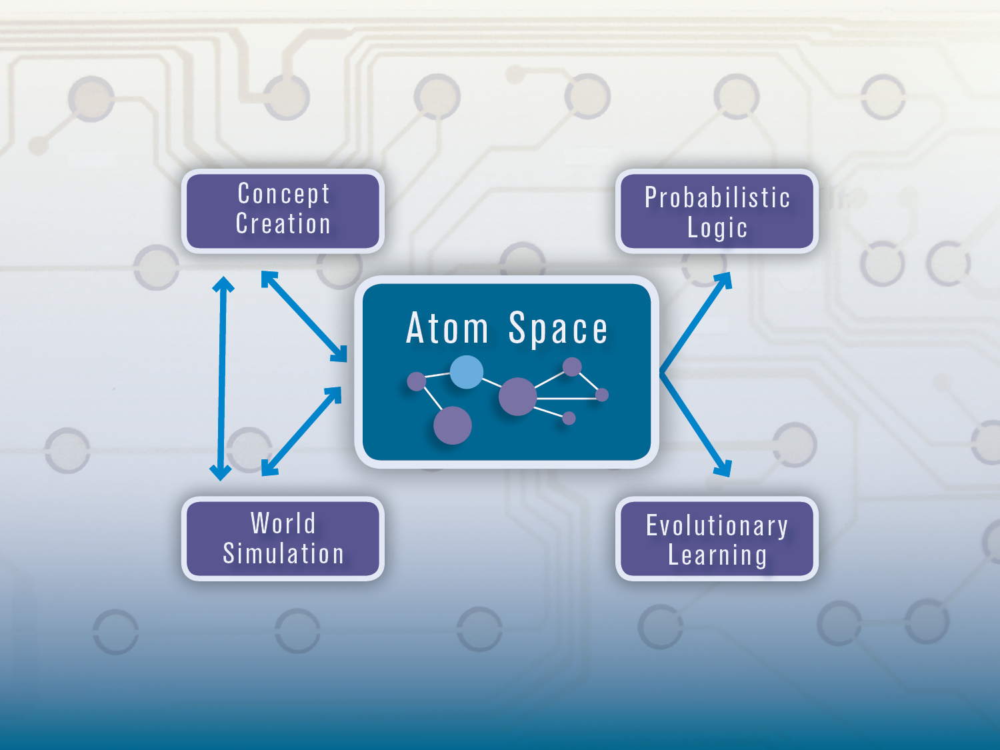 Concept
Creation
Probabilistic
Logic
Atom Space
World
Simulation
Evolutionary
Learning